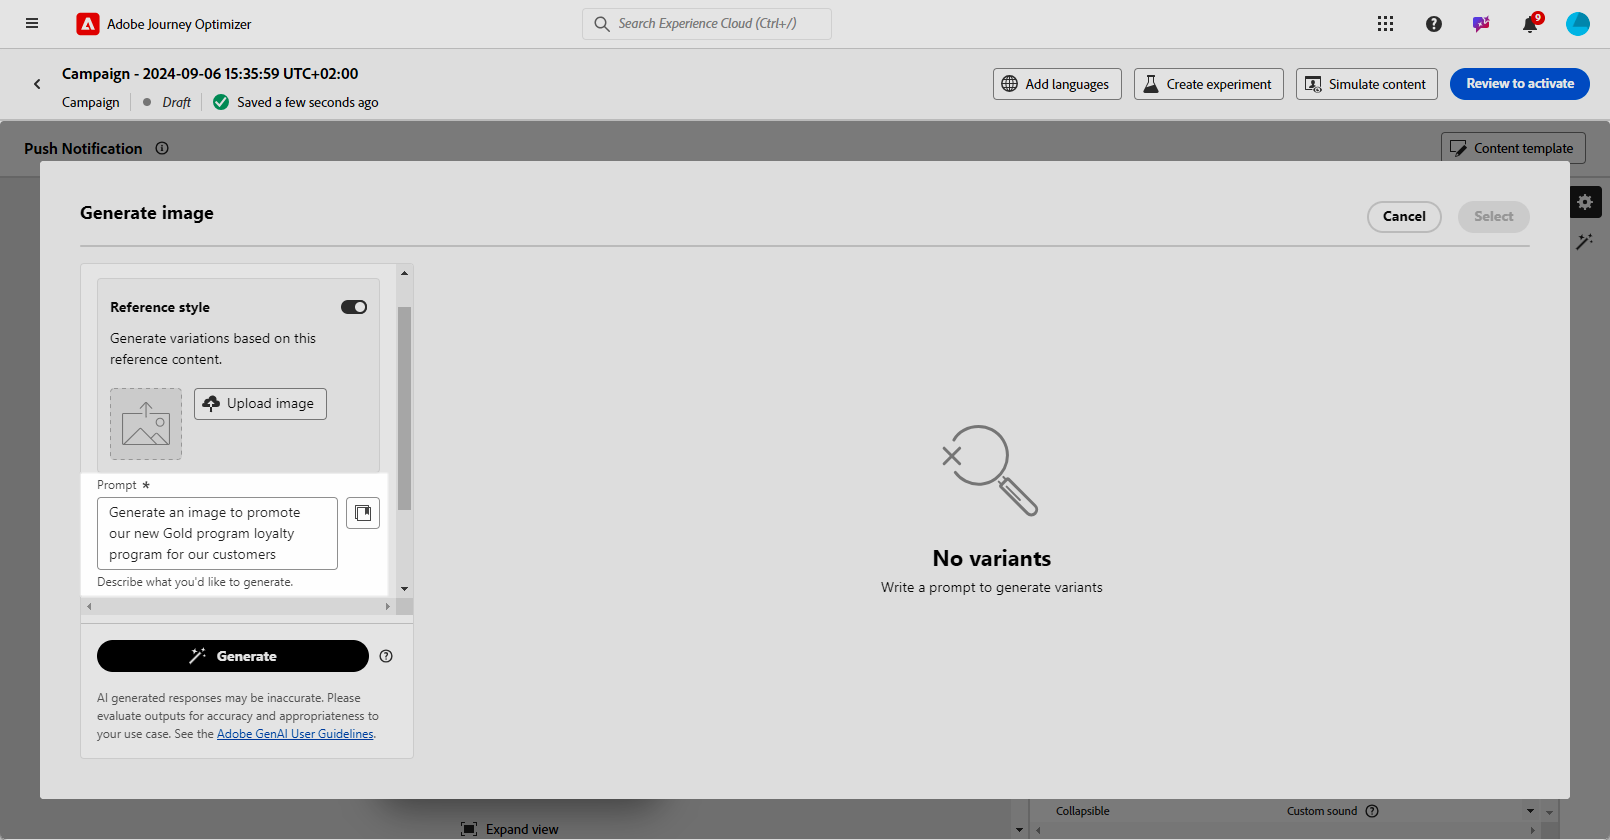 Adobe Journey Optimizer
Search Experience Cloud (Ctrl+/)
9
Campaign - 2024-09-06 15:35:59 UTC+02:00
Campaign
Draft
Saved a few seconds ago
Add languages
Create experiment
Simulate content
Review to activate
Push Notification
Content template
Generate image
Cancel
Select
Reference style
Generate variations based on this
reference content.
Upload image
Prompt *
Generate an image to promote
our new Gold program loyalty
program for our customers
Describe what you'd like to generate.
Generate
AI generated responses may be inaccurate. Please
evaluate outputs for accuracy and appropriateness to
your use case. See the Adobe GenAI User Guidelines.
No variants
Write a prompt to generate variants
Collapsible
Custom sound
Expand view